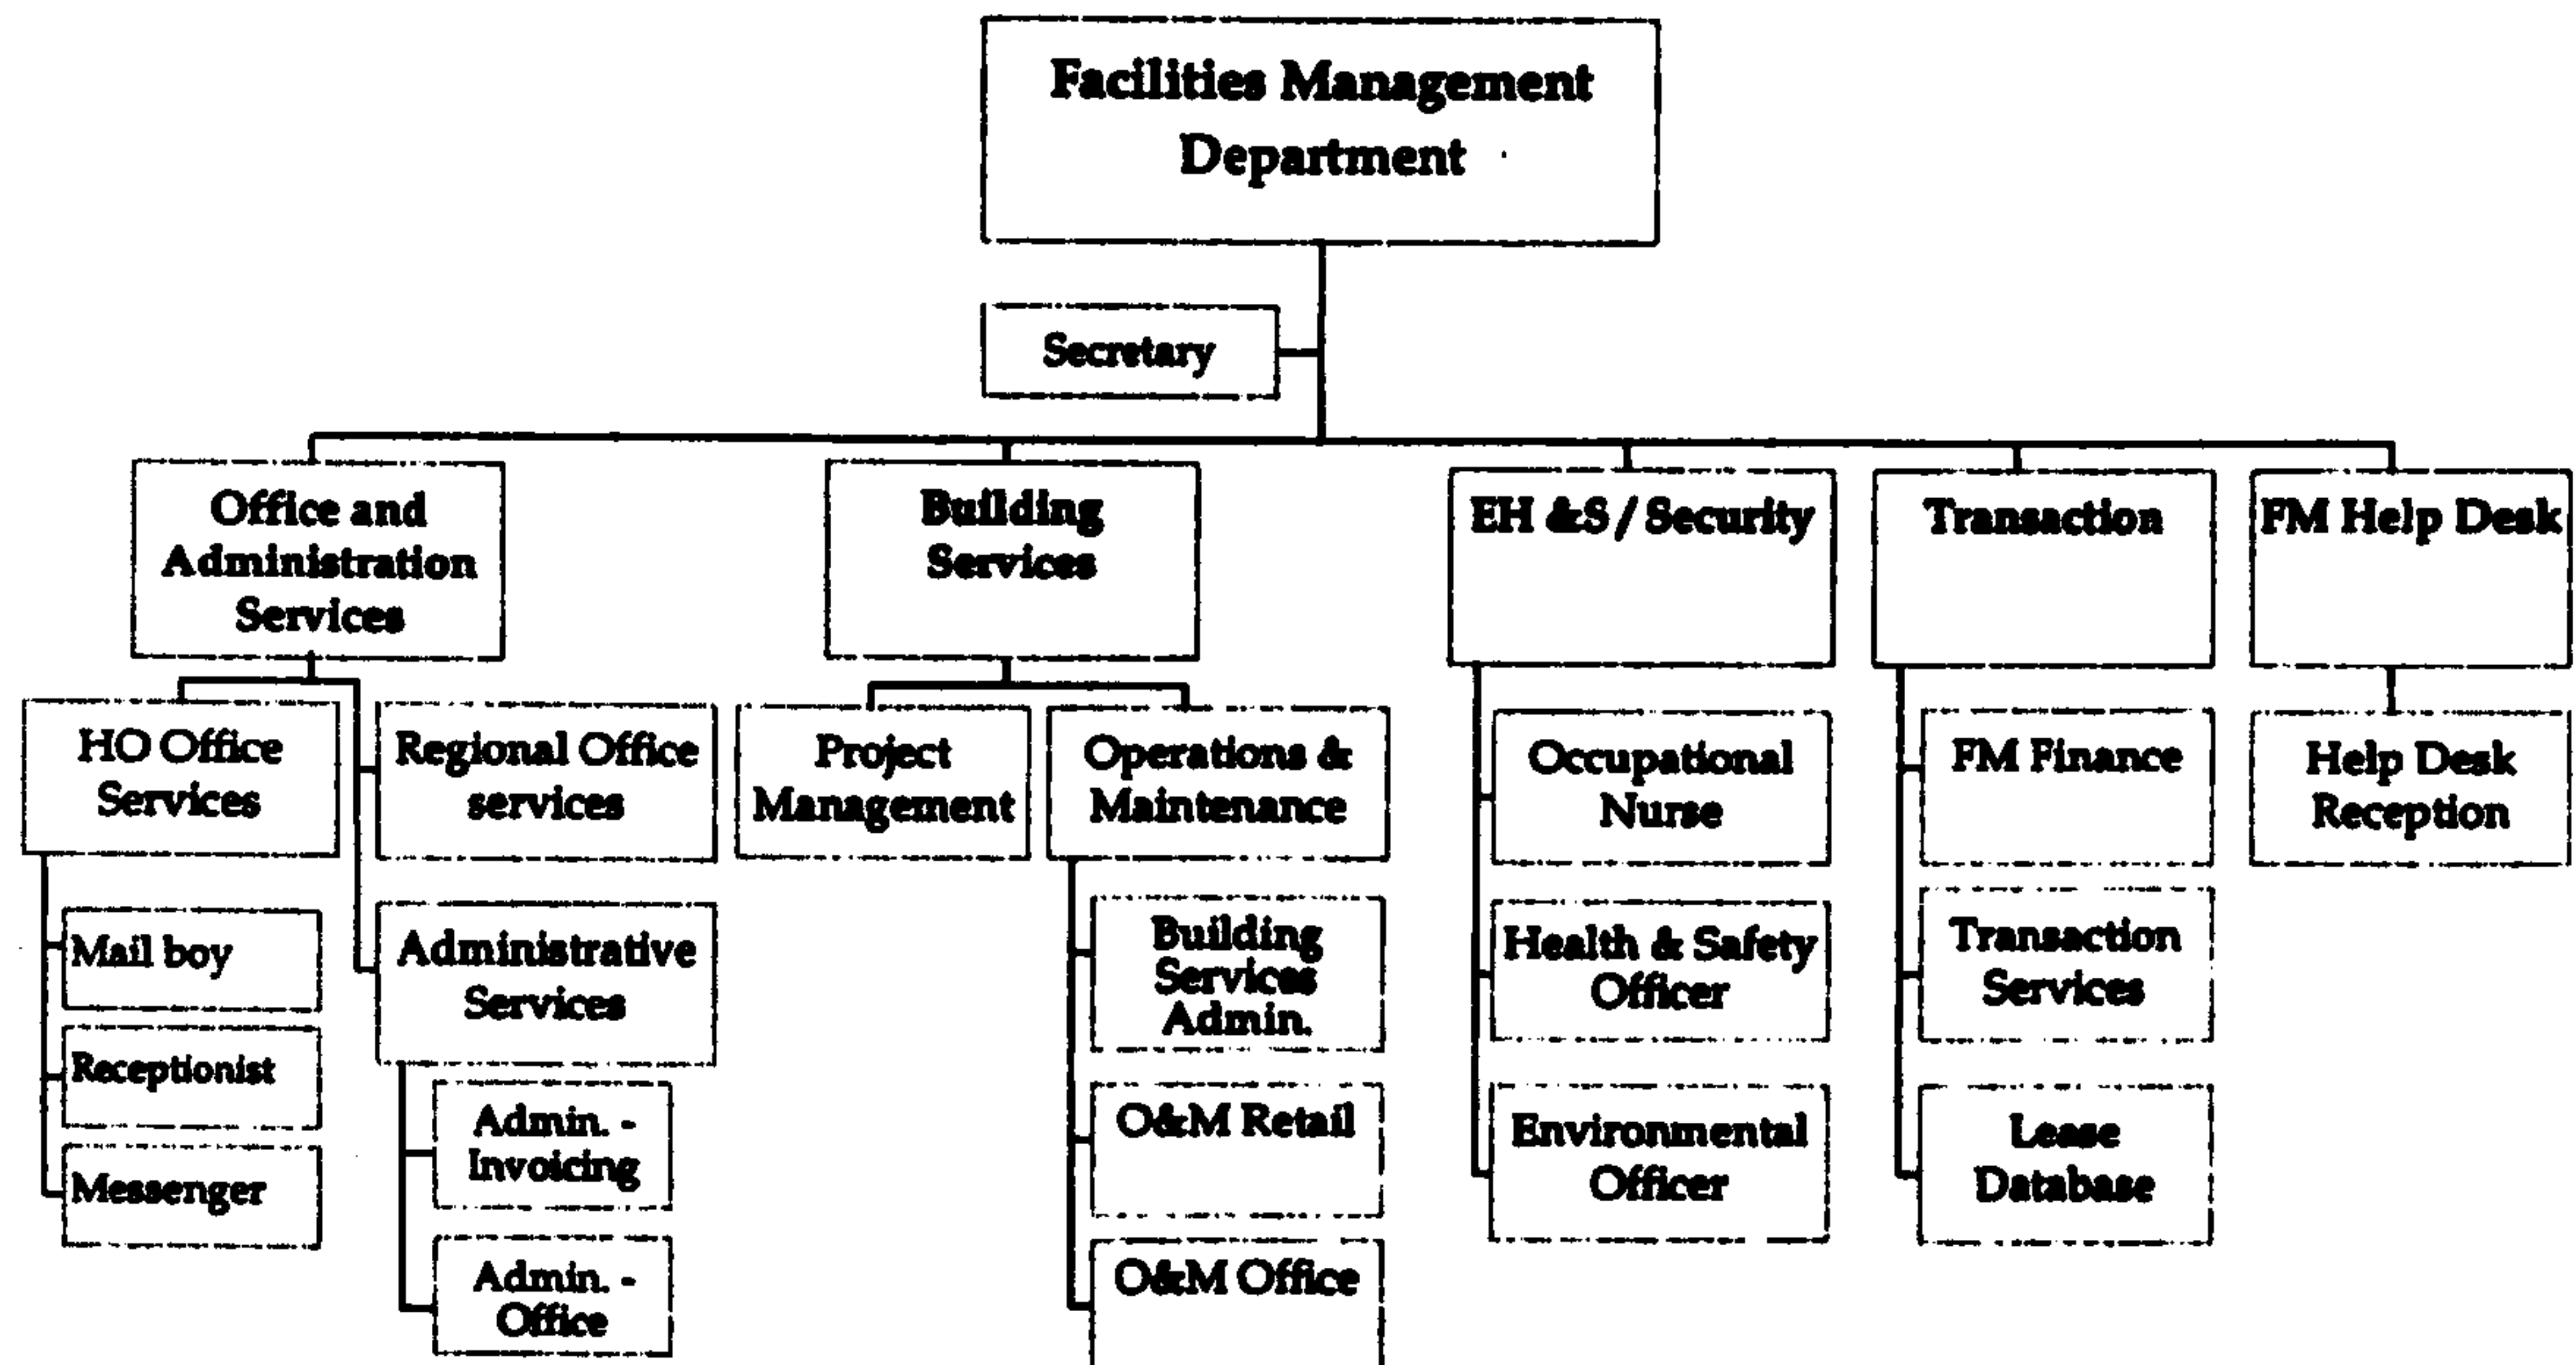 Facilities Management
Department
Secretary
Office and
Administration
Services
Building
Services
EH &S / Security
Transaction
FM Help Desk
HO Office
Services
Regional Office
services
Project
Management
Operations &
Maintenance
Occupational
Nurse
FM Finance
Help Desk
Reception
Mail boy
Receptionist
Messenger
Administrative
Services
Admin. -
Invoicing
Admin. -
Office
Building
Services
Admin.
O&M Retail
O&M Office
Health & Safety
Officer
Environmental
Officer
Transaction
Services
Lease
Database